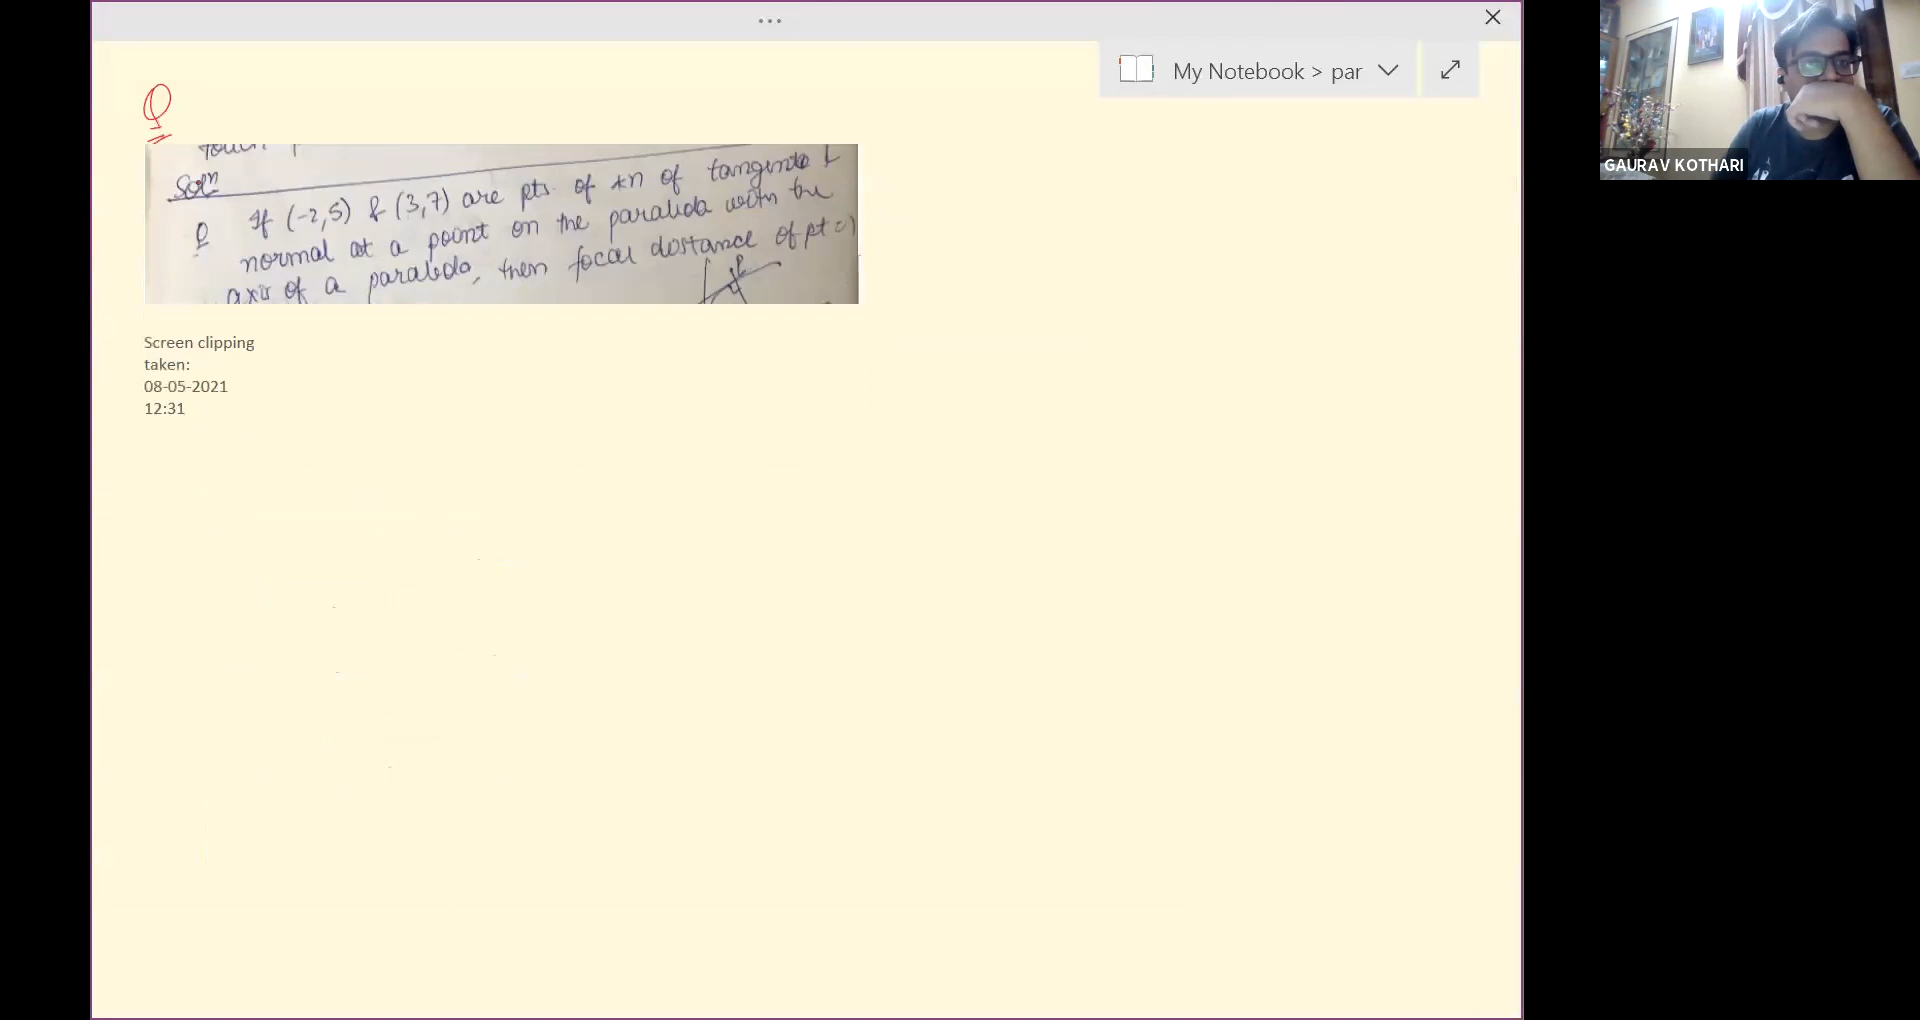 ...
My Notebook > par
GAURAV KOTHARI
Q
Soln
Q If (-2,5) & (3,7) are pts. of *n of tangent &
normal at a point on the parabola with the
axis of a parabola, then focal distance of pt =)
P
Screen clipping
taken:
08-05-2021
12:31